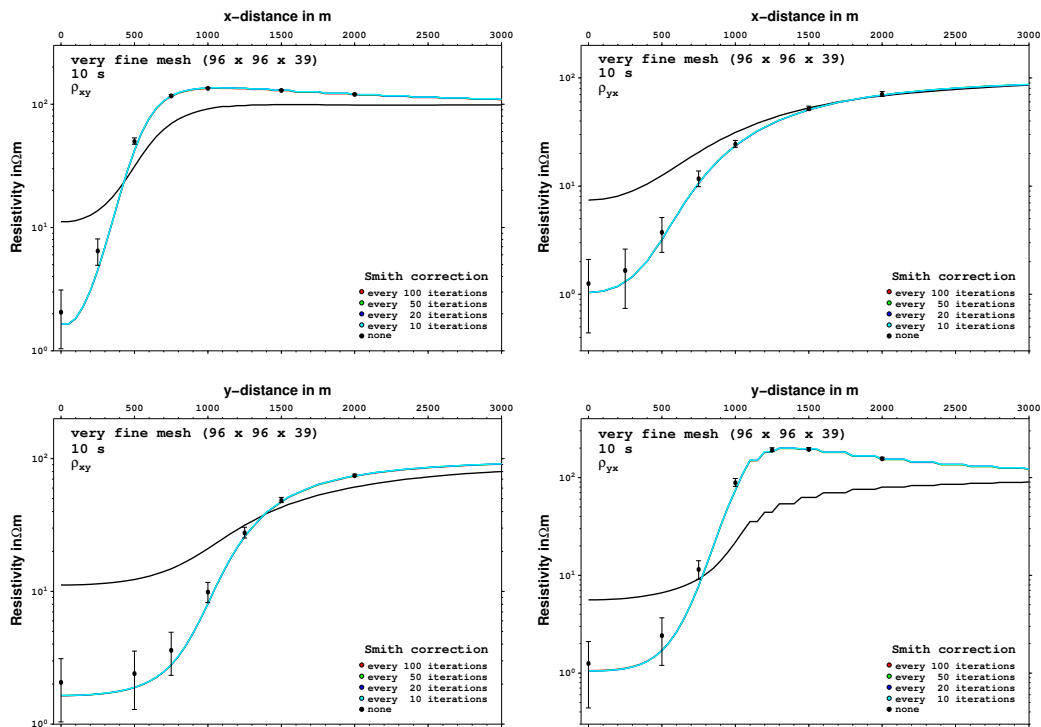 x-distance in m
0 500 1000 1500 2000 2500 3000
very fine mesh (96 x 96 x 39)
10 s
ρxy
10²
10¹
10⁰
Resistivity inΩm
Smith correction
every 100 iterations
every 50 iterations
every 20 iterations
every 10 iterations
none
x-distance in m
0 500 1000 1500 2000 2500 3000
very fine mesh (96 x 96 x 39)
10 s
ρyx
10²
10¹
10⁰
Resistivity inΩm
Smith correction
every 100 iterations
every 50 iterations
every 20 iterations
every 10 iterations
none
y-distance in m
0 500 1000 1500 2000 2500 3000
very fine mesh (96 x 96 x 39)
10 s
ρxy
10²
10¹
10⁰
Resistivity inΩm
Smith correction
every 100 iterations
every 50 iterations
every 20 iterations
every 10 iterations
none
y-distance in m
0 500 1000 1500 2000 2500 3000
very fine mesh (96 x 96 x 39)
10 s
ρyx
10²
10¹
10⁰
Resistivity inΩm
Smith correction
every 100 iterations
every 50 iterations
every 20 iterations
every 10 iterations
none